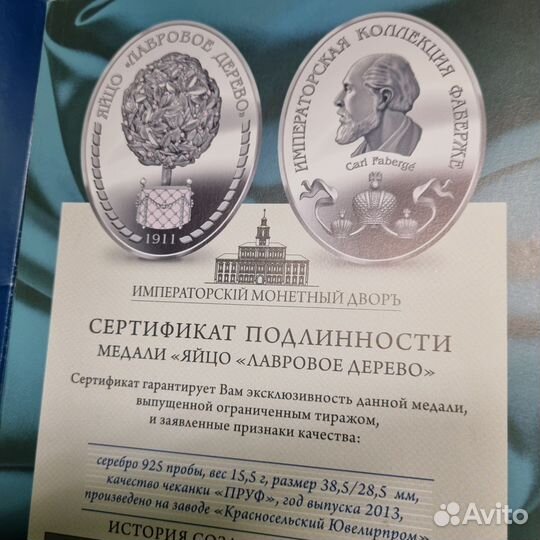 ЯЙЦО «ЛАВРОВОЕ ДЕРЕВО»
1911
ИМПЕРАТОРСКАЯ КОЛЛЕКЦИЯ ФАБЕРЖЕ
Carl Fabergé
ИМПЕРАТОРСКІЙ МОНЕТНЫЙ ДВОРЪ
СЕРТИФИКАТ ПОДЛИННОСТИ
МЕДАЛИ «ЯЙЦО «ЛАВРОВОЕ ДЕРЕВО»
Сертификат гарантирует Вам эксклюзивность данной медали,
выпущенной ограниченным тиражом,
и заявленные признаки качества:
серебро 925 пробы, вес 15,5 г, размер 38,5/28,5 мм,
качество чеканки «ПРУФ», год выпуска 2013,
произведено на заводе «Красносельский Ювелирпром»
ИСТОРИЯ
Avito